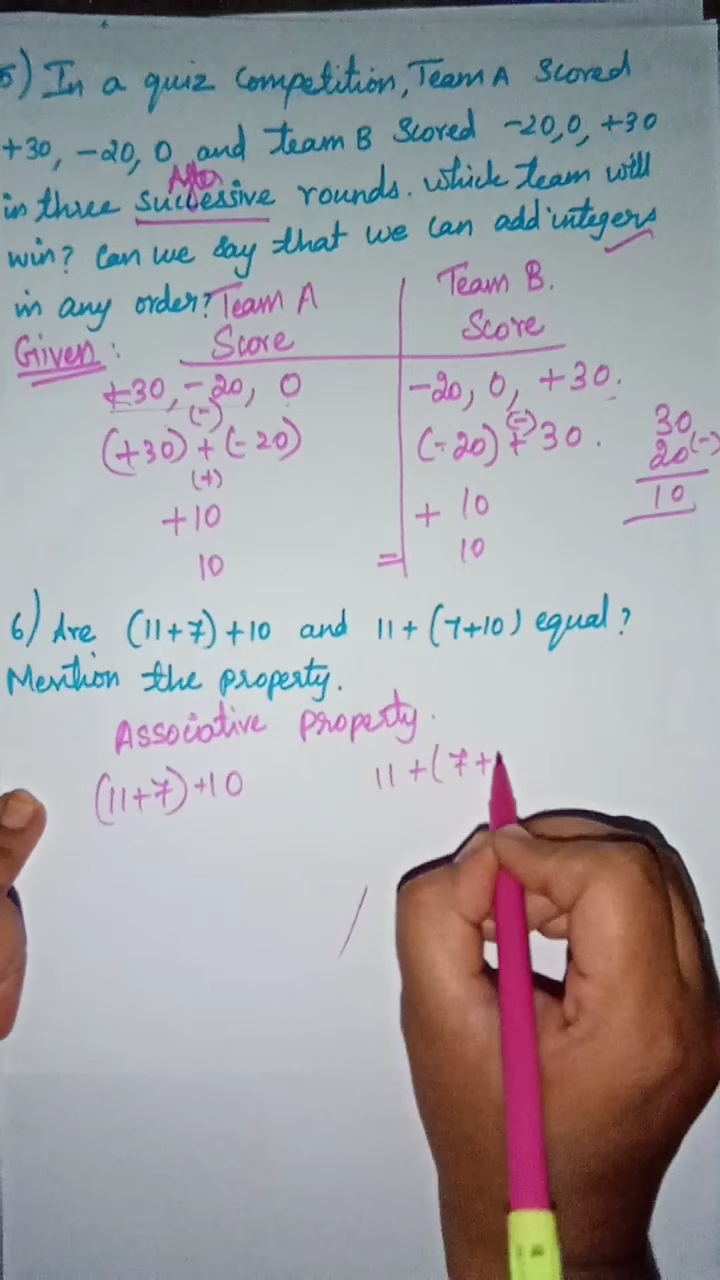 5) In a quiz competition, Team A Scored
+30, -20, 0 and team B Scored -20,0, +30
in three successive rounds. which team will
win? Can we say that we can add integers
in any order?
Given:
Team A
Score
Team B.
Score
+30, -20, 0
-20, 0, +30.
(-)
(+30) + (-20)
(-)
(-20) + 30.
30
20(-)
10
(+)
+10
+ 10
10
=
10
6) Are (11+7)+10 and 11+(7+10) equal?
Mention the property.
Associative property.
(11+7)+10
11+(7+